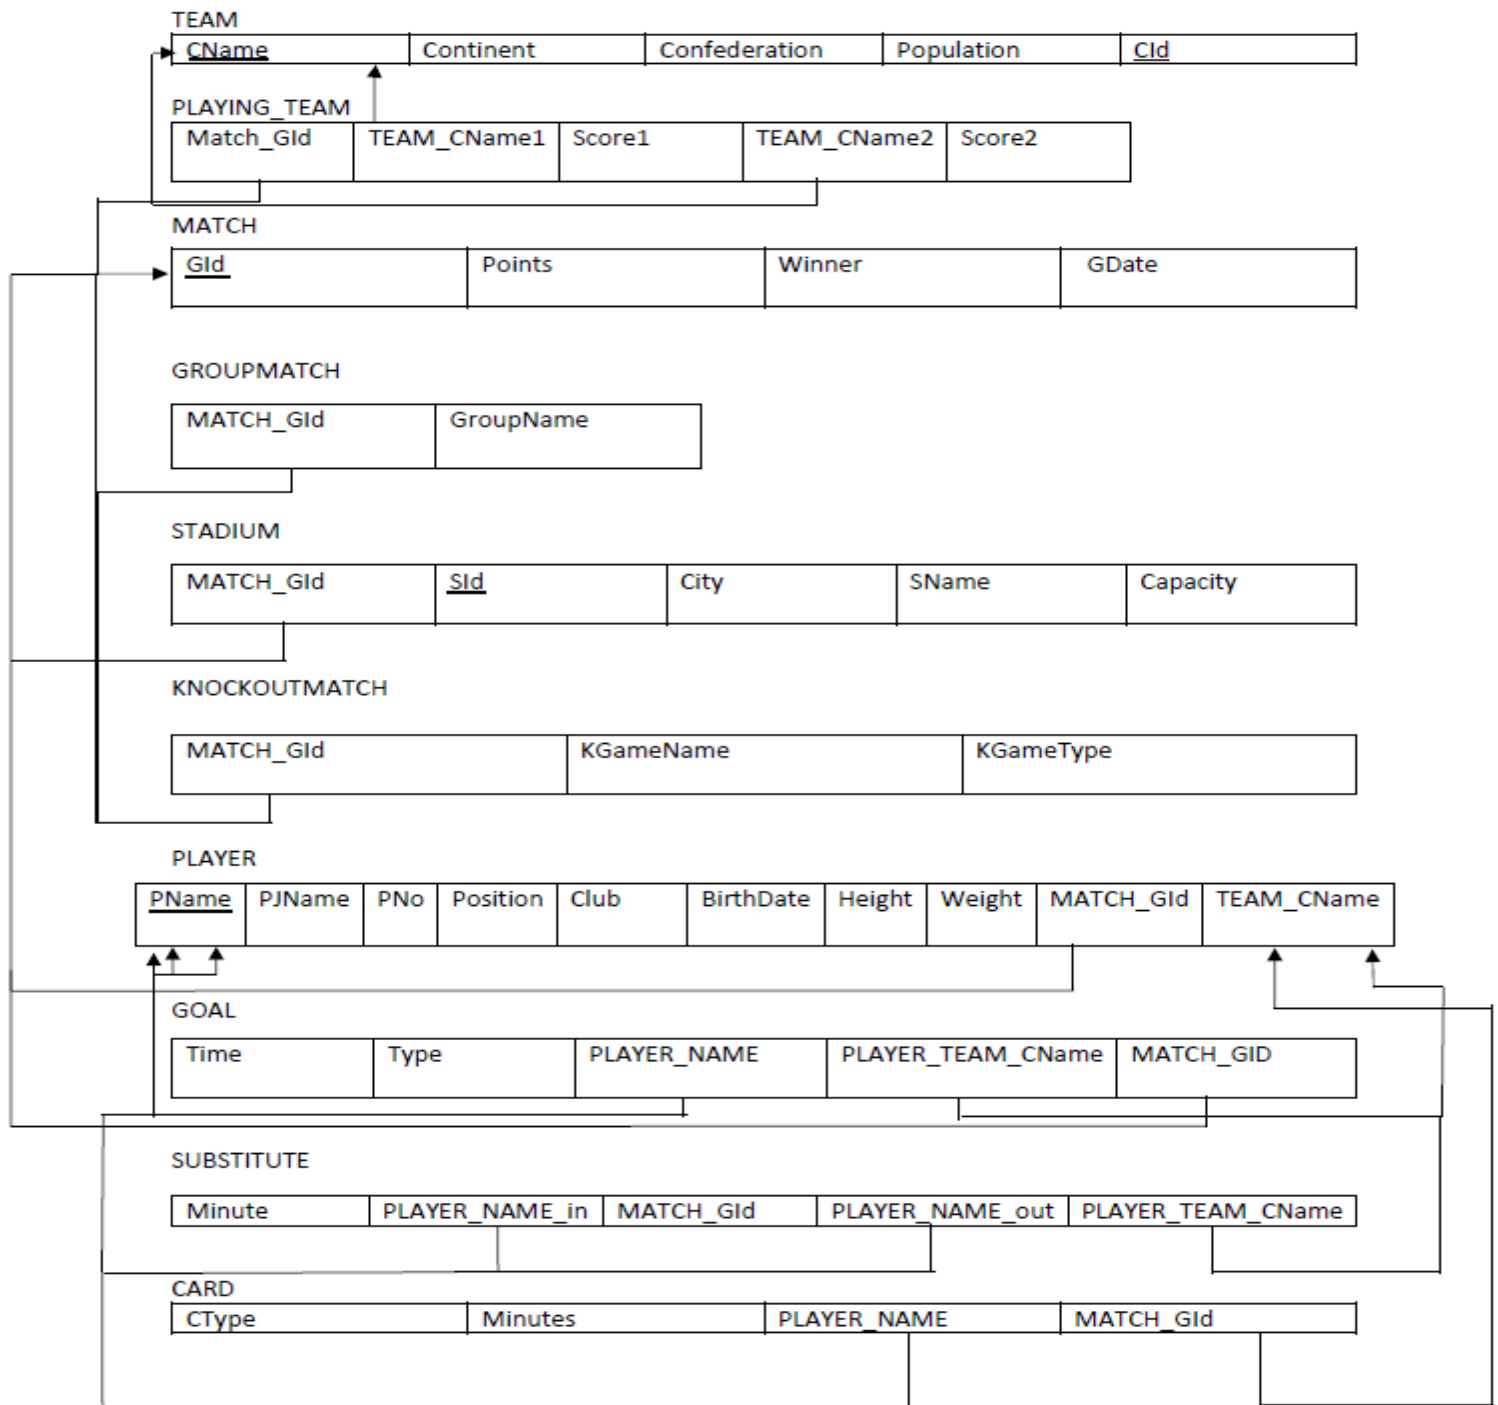 TEAM
CName Continent Confederation Population CId
PLAYING_TEAM
Match_GId TEAM_CName1 Score1 TEAM_CName2 Score2
MATCH
GId Points Winner GDate
GROUPMATCH
MATCH_GId GroupName
STADIUM
MATCH_GId SId City SName Capacity
KNOCKOUTMATCH
MATCH_GId KGameName KGameType
PLAYER
PName PJName PNo Position Club BirthDate Height Weight MATCH_GId TEAM_CName
GOAL
Time Type PLAYER_NAME PLAYER_TEAM_CName MATCH_GID
SUBSTITUTE
Minute PLAYER_NAME_in MATCH_GId PLAYER_NAME_out PLAYER_TEAM_CName
CARD
CType Minutes PLAYER_NAME MATCH_GId